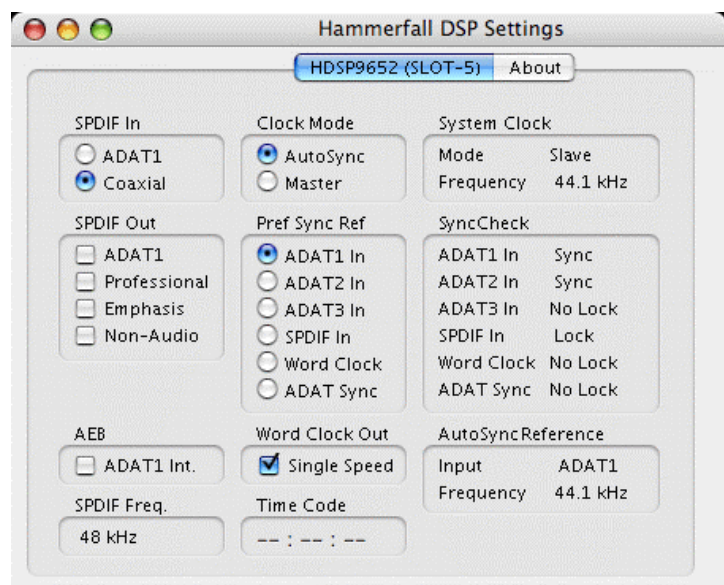 Hammerfall DSP Settings
HDSP9652 (SLOT-5) About
SPDIF In
ADAT1
Coaxial
Clock Mode
AutoSync
Master
System Clock
Mode Slave
Frequency 44.1 kHz
SPDIF Out
ADAT1
Professional
Emphasis
Non-Audio
Pref Sync Ref
ADAT1 In
ADAT2 In
ADAT3 In
SPDIF In
Word Clock
ADAT Sync
SyncCheck
ADAT1 In Sync
ADAT2 In Sync
ADAT3 In No Lock
SPDIF In Lock
Word Clock No Lock
ADAT Sync No Lock
AEB
ADAT1 Int.
Word Clock Out
Single Speed
AutoSyncReference
Input ADAT1
Frequency 44.1 kHz
SPDIF Freq.
48 kHz
Time Code
-- : -- : --